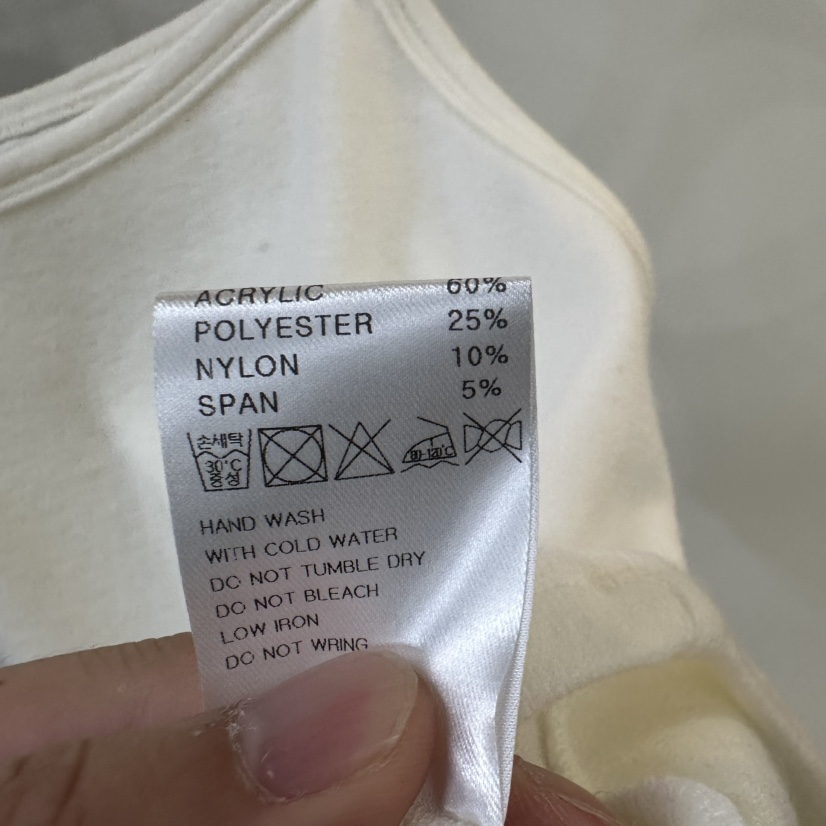 ACRYLIC 60%
POLYESTER 25%
NYLON 10%
SPAN 5%
손세탁
30°C
중성
80-120°C
HAND WASH
WITH COLD WATER
DO NOT TUMBLE DRY
DO NOT BLEACH
LOW IRON
DO NOT WRING